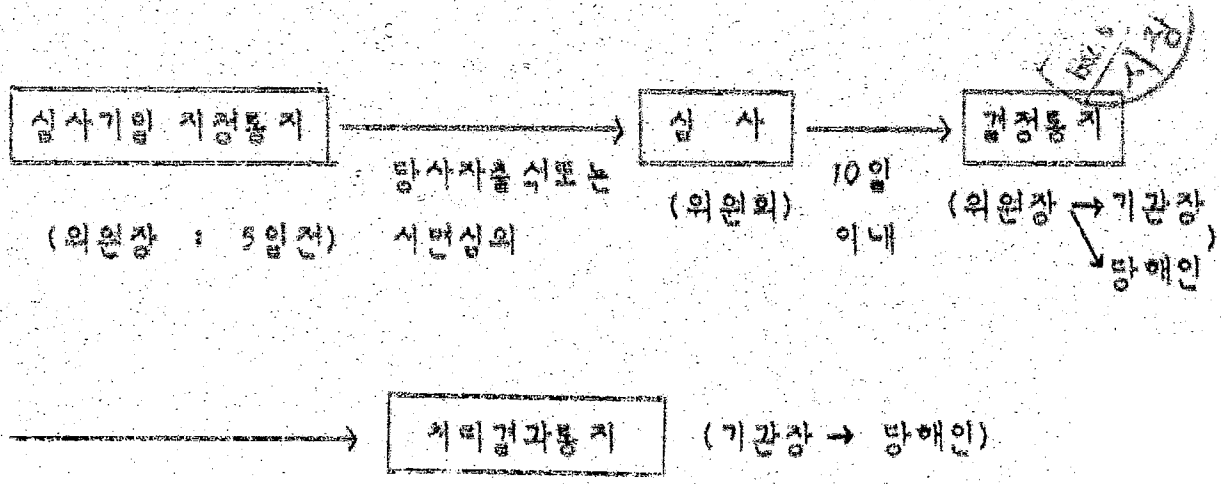 심사기일 지정통지 → 심 사 → 결정통지
당사자출석또는 10일
(위원회) (위원장 → 기관장
(위원장 : 5일전) 서면심의 이내
↘ 당해인)
→ 처리결과통지 (기관장 → 당해인)